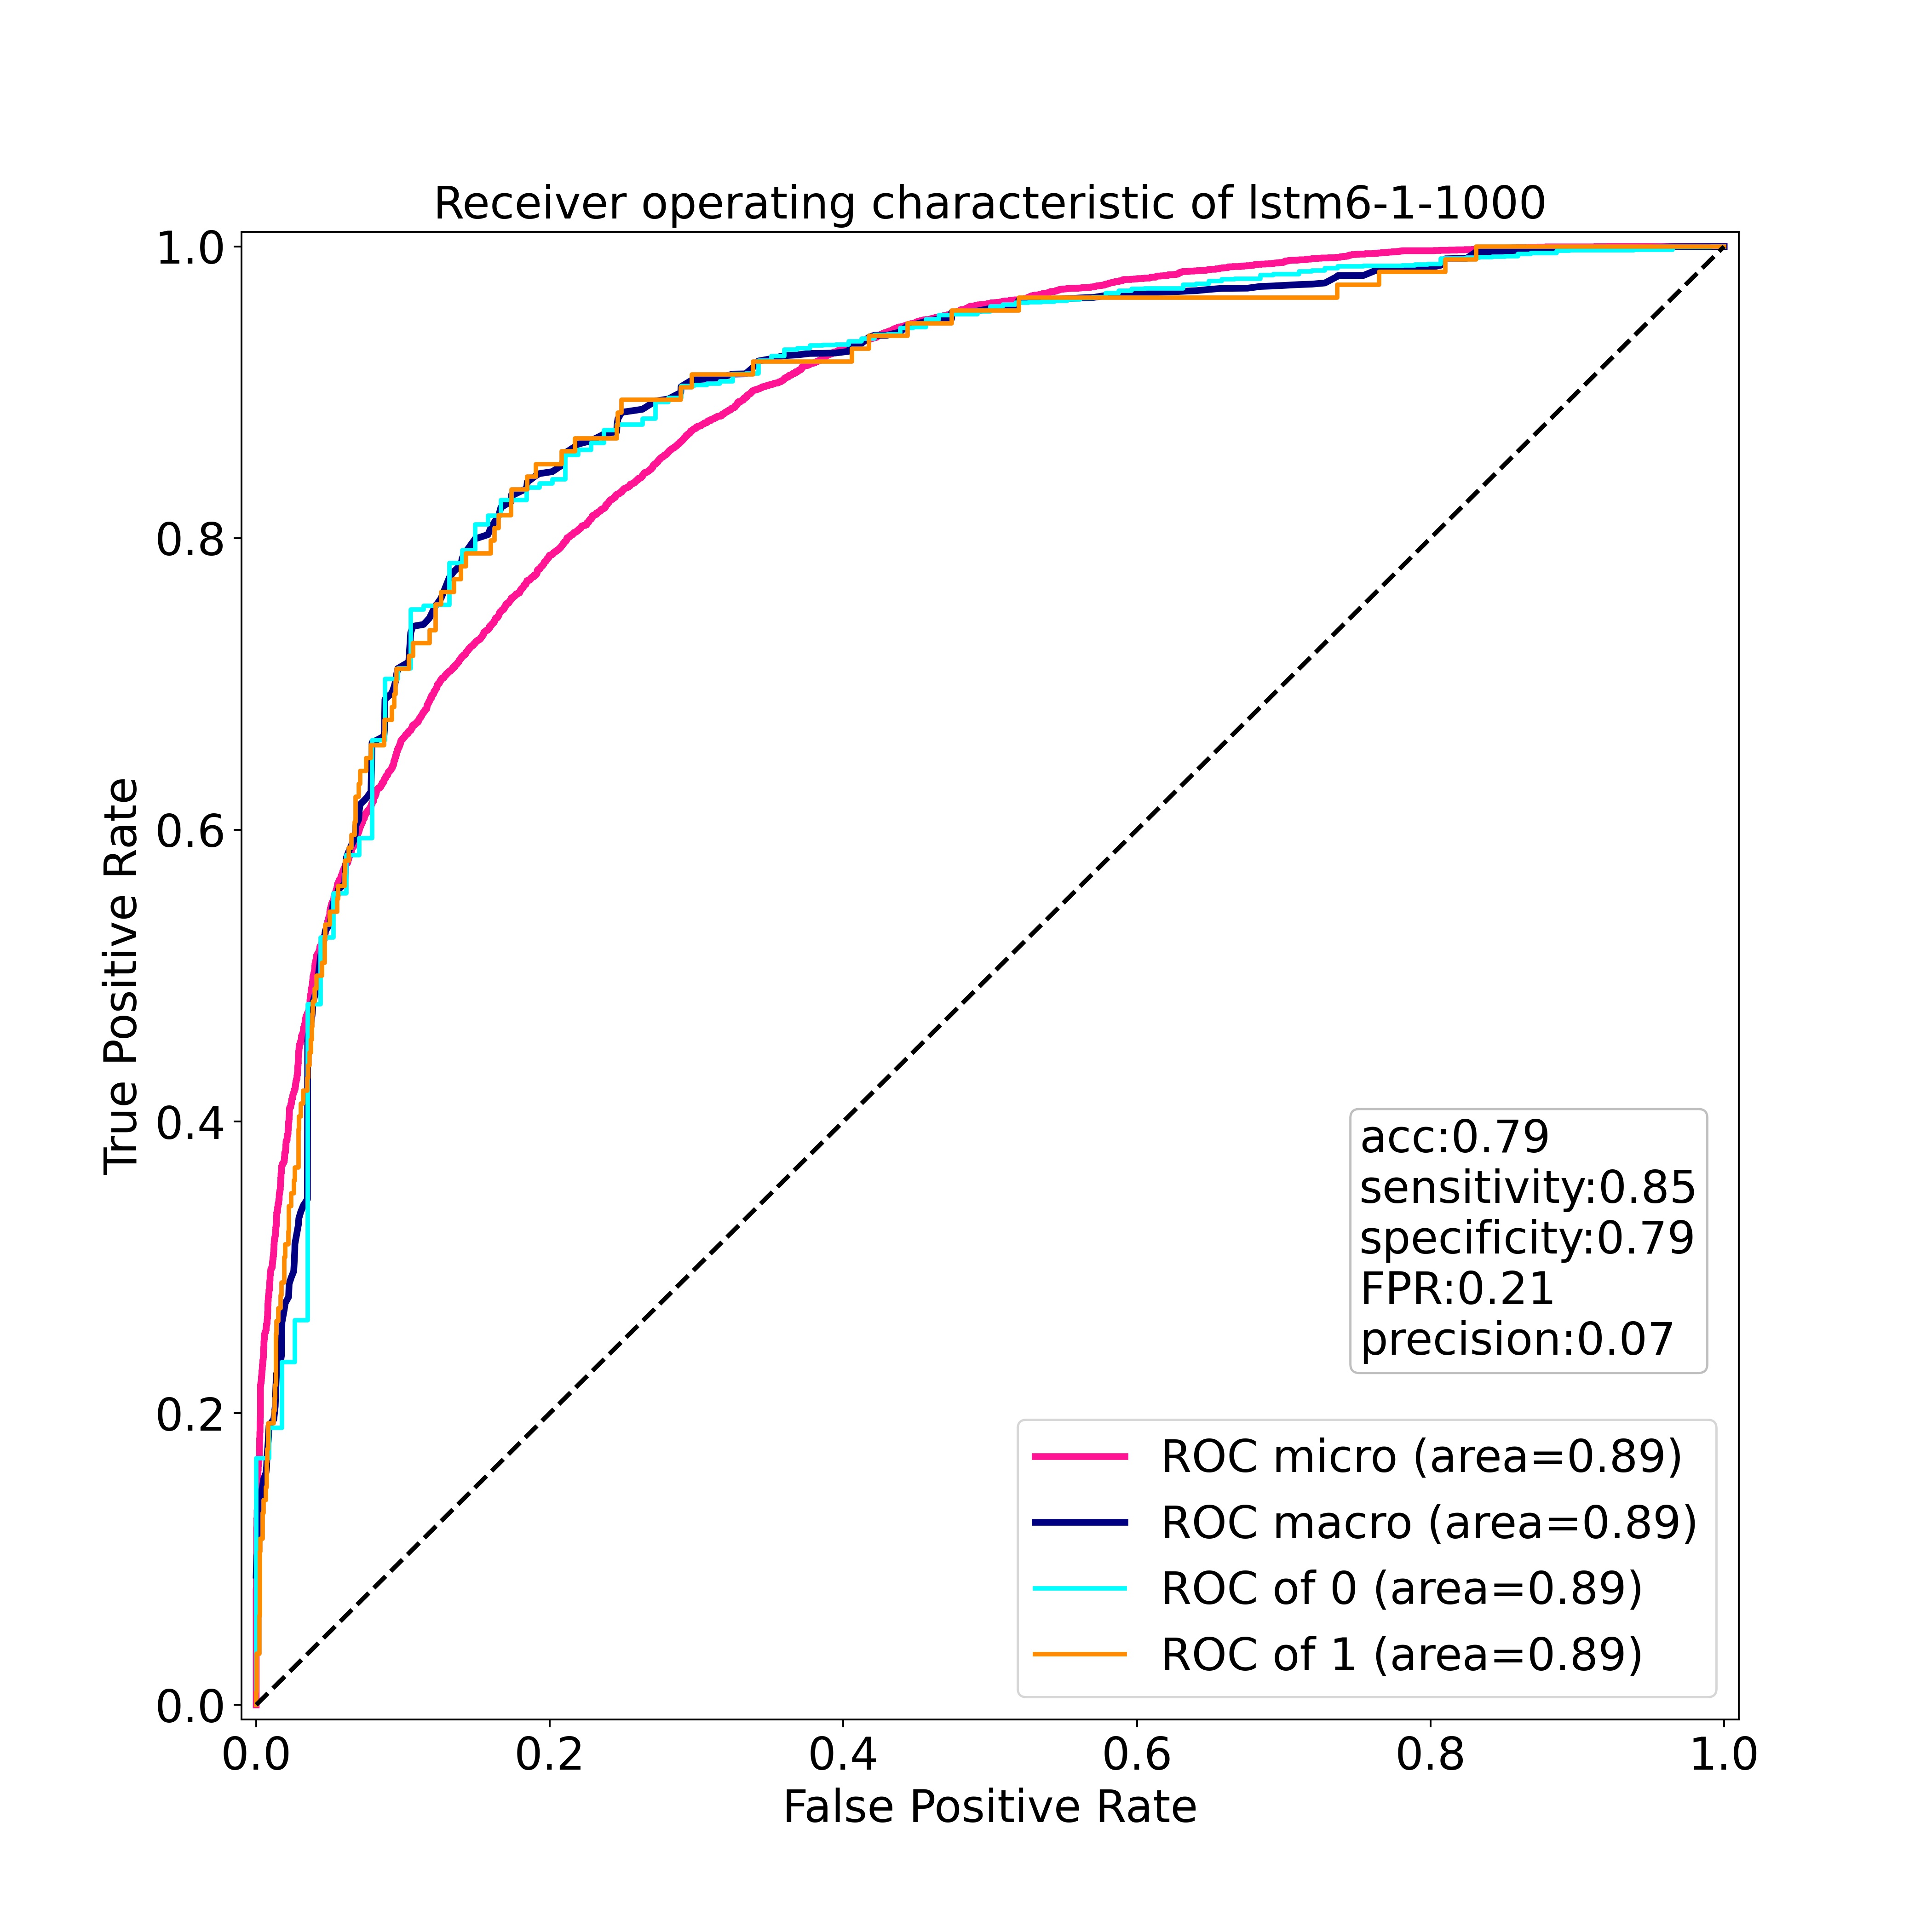 Receiver operating characteristic of lstm6-1-1000
1.0
0.8
0.6
0.4
0.2
0.0
True Positive Rate
acc:0.79
sensitivity:0.85
specificity:0.79
FPR:0.21
precision:0.07
ROC micro (area=0.89)
ROC macro (area=0.89)
ROC of 0 (area=0.89)
ROC of 1 (area=0.89)
0.0 0.2 0.4 0.6 0.8 1.0
False Positive Rate